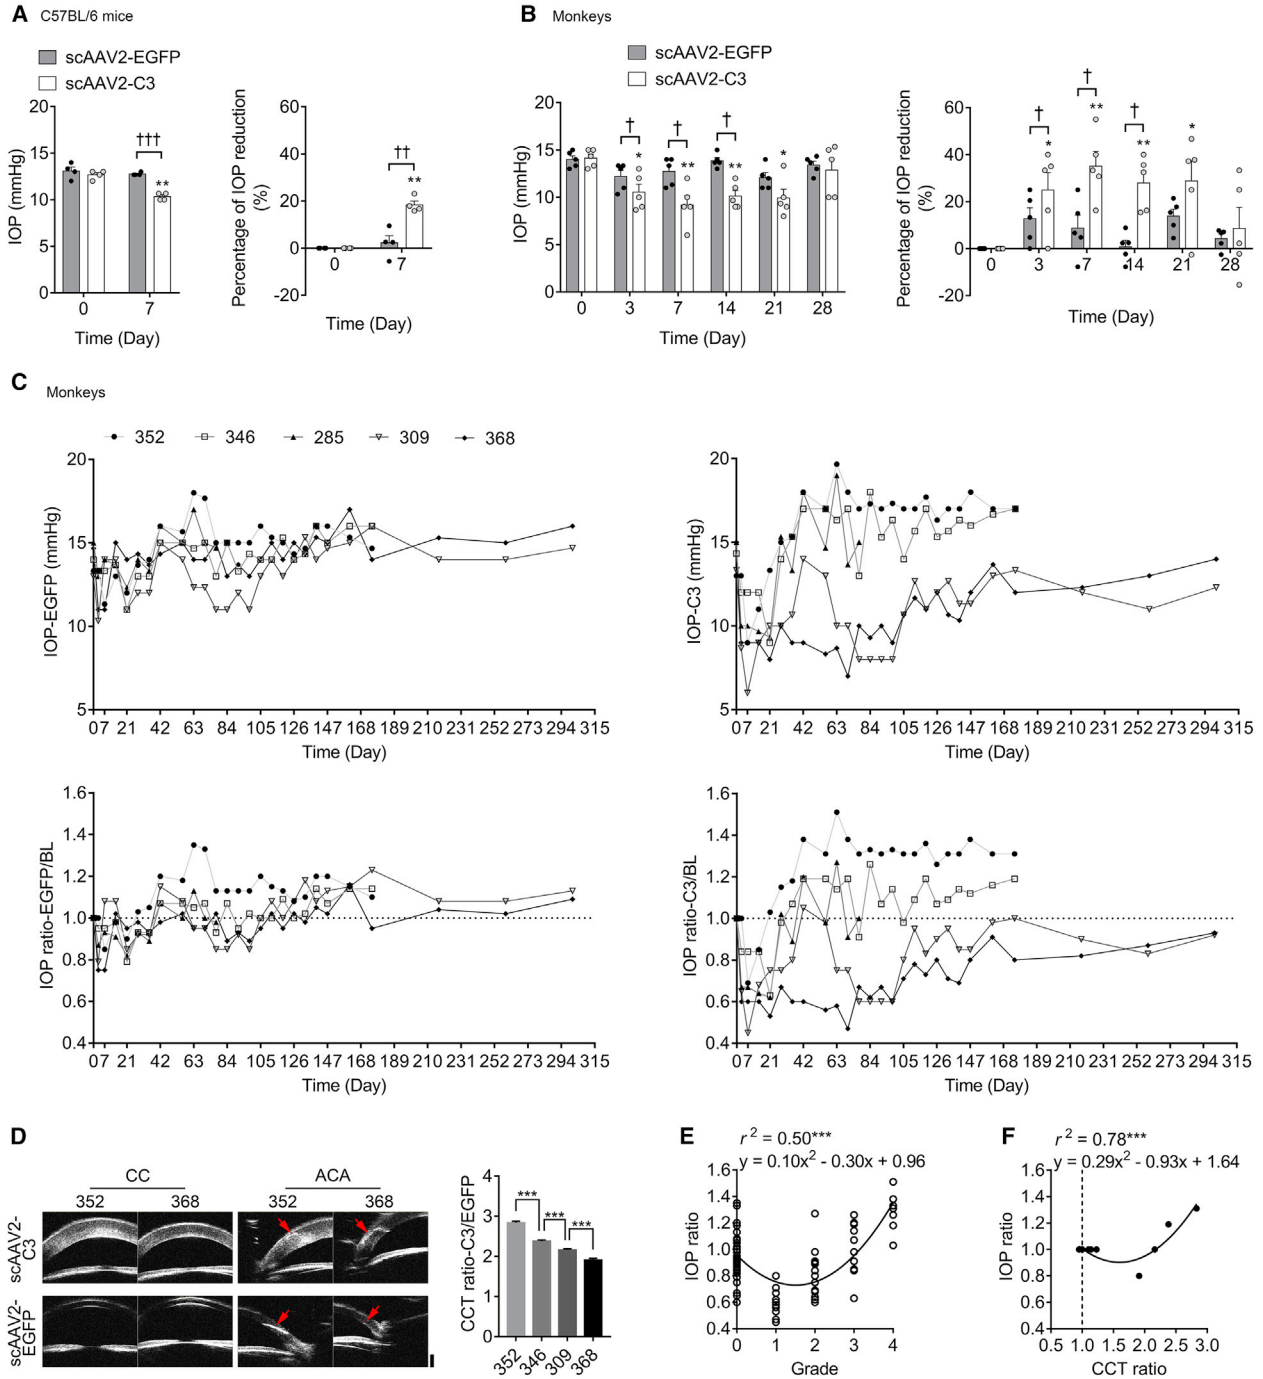 A C57BL/6 mice
scAAV2-EGFP
scAAV2-C3
IOP (mmHg)
20
15
10
5
0
†††
**
0 7
Time (Day)
Percentage of IOP reduction
(%)
60
40
20
0
-20
††
**
0 7
Time (Day)
B Monkeys
scAAV2-EGFP
scAAV2-C3
IOP (mmHg)
20
15
10
5
0
† † †
* ** ** *
0 3 7 14 21 28
Time (Day)
Percentage of IOP reduction
(%)
60
40
20
0
-20
† † †
* ** ** *
0 3 7 14 21 28
Time (Day)
C
Monkeys
352 346 285 309 368
IOP-EGFP (mmHg)
20
15
10
5
0 7 21 42 63 84 105 126 147 168 189 210 231 252 273 294 315
Time (Day)
IOP-C3 (mmHg)
20
15
10
5
0 7 21 42 63 84 105 126 147 168 189 210 231 252 273 294 315
Time (Day)
IOP ratio-EGFP/BL
1.6
1.4
1.2
1.0
0.8
0.6
0.4
0 7 21 42 63 84 105 126 147 168 189 210 231 252 273 294 315
Time (Day)
IOP ratio-C3/BL
1.6
1.4
1.2
1.0
0.8
0.6
0.4
0 7 21 42 63 84 105 126 147 168 189 210 231 252 273 294 315
Time (Day)
D
CC ACA
352 368 352 368
scAAV2-
C3
scAAV2-
EGFP
CCT ratio-C3/EGFP
4
3
2
1
0
*** *** ***
352 346 309 368
E
r² = 0.50***
y = 0.10x² - 0.30x + 0.96
IOP ratio
1.6
1.4
1.2
1.0
0.8
0.6
0.4
0 1 2 3 4
Grade
F
r² = 0.78***
y = 0.29x² - 0.93x + 1.64
IOP ratio
1.6
1.4
1.2
1.0
0.8
0.6
0.4
0.5 1.0 1.5 2.0 2.5 3.0
CCT ratio